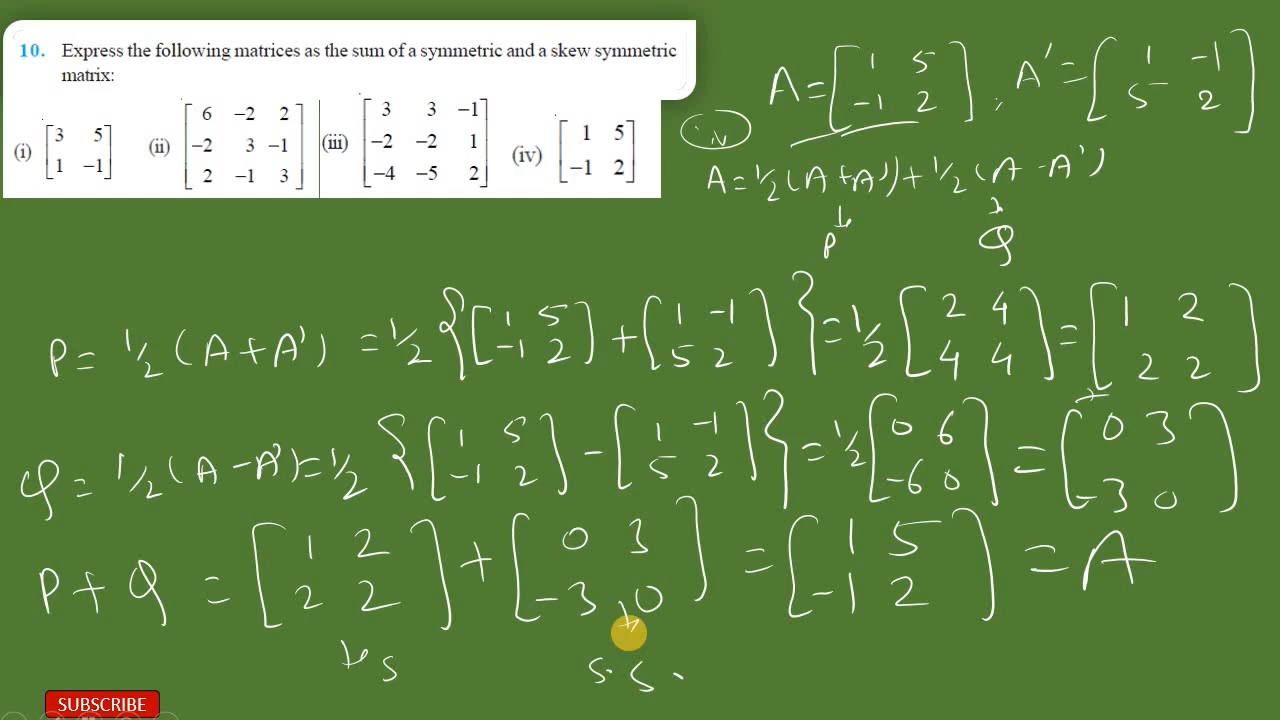 10. Express the following matrices as the sum of a symmetric and a skew symmetric
matrix:
(i) [3 5; 1 −1] (ii) [6 −2 2; −2 3 −1; 2 −1 3] (iii) [3 3 −1; −2 −2 1; −4 −5 2] (iv) [1 5; −1 2]
A = [1 5; −1 2], A' = [1 −1; 5 2]
iv
A = 1/2 (A + A') + 1/2 (A − A')
P Q
P = 1/2 (A + A') = 1/2 {[1 5; −1 2] + [1 −1; 5 2]} = 1/2 [2 4; 4 4] = [1 2; 2 2]
Q = 1/2 (A − A') = 1/2 {[1 5; −1 2] − [1 −1; 5 2]} = 1/2 [0 6; −6 0] = [0 3; −3 0]
P + Q = [1 2; 2 2] + [0 3; −3 0] = [1 5; −1 2] = A
S S.S.
SUBSCRIBE